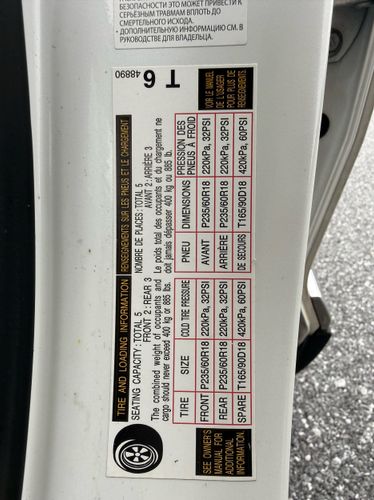 БЕЗОПАСНОСТИ ЭТО МОЖЕТ ПРИВЕСТИ К
СЕРЬЁЗНЫМ ТРАВМАМ ВПЛОТЬ ДО
СМЕРТЕЛЬНОГО ИСХОДА.
• ДОПОЛНИТЕЛЬНУЮ ИНФОРМАЦИЮ СМ. В
РУКОВОДСТВЕ ДЛЯ ВЛАДЕЛЬЦА.
TIRE AND LOADING INFORMATION
SEATING CAPACITY: TOTAL 5
FRONT 2: REAR 3
The combined weight of occupants and
cargo should never exceed 400 kg or 885 lbs.
TIRE SIZE COLD TIRE PRESSURE
FRONT P235/60R18 220kPa, 32PSI
REAR P235/60R18 220kPa, 32PSI
SPARE T165/90D18 420kPa, 60PSI
SEE OWNER'S
MANUAL FOR
ADDITIONAL
INFORMATION
RENSEIGNEMENTS SUR LES PNEUS ET LE CHARGEMENT
NOMBRE DE PLACES: TOTAL 5
AVANT 2: ARRIÈRE 3
Le poids total des occupants et du chargement ne
doit jamais dépasser 400 kg ou 885 lb.
PNEU DIMENSIONS PRESSION DES
PNEUS À FROID
AVANT P235/60R18 220kPa, 32PSI
ARRIÈRE P235/60R18 220kPa, 32PSI
DE SECOURS T165/90D18 420kPa, 60PSI
VOIR LE MANUEL
DE L'USAGER
POUR PLUS DE
RENSEIGNEMENTS.
48890
T 6